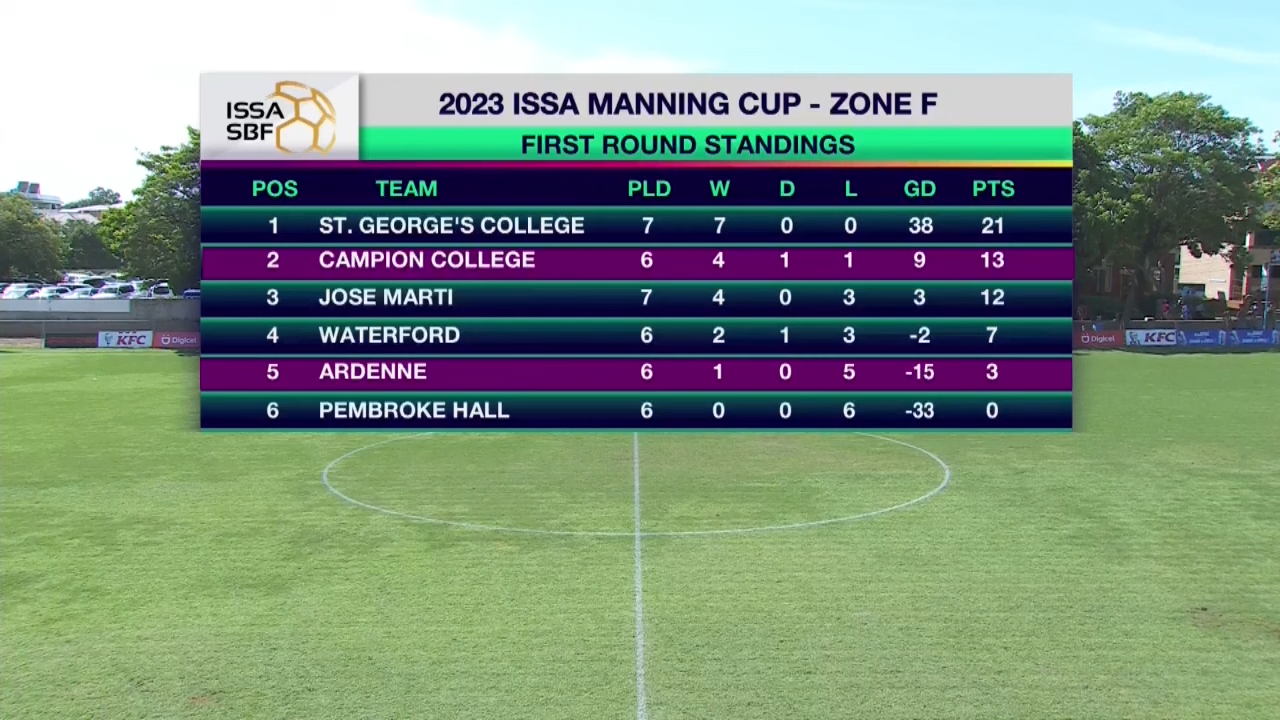 ISSA
SBF
2023 ISSA MANNING CUP - ZONE F
FIRST ROUND STANDINGS
POS TEAM PLD W D L GD PTS
1 ST. GEORGE'S COLLEGE 7 7 0 0 38 21
2 CAMPION COLLEGE 6 4 1 1 9 13
3 JOSE MARTI 7 4 0 3 3 12
4 WATERFORD 6 2 1 3 -2 7
5 ARDENNE 6 1 0 5 -15 3
6 PEMBROKE HALL 6 0 0 6 -33 0
KFC Digicel
Digicel KFC